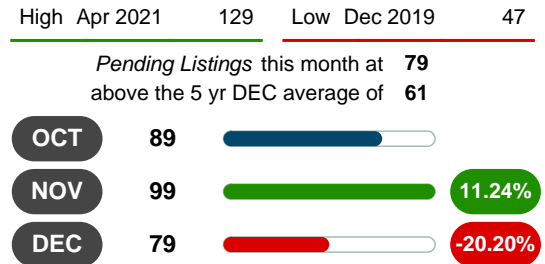 High Apr 2021 129 Low Dec 2019 47
Pending Listings this month at 79
above the 5 yr DEC average of 61
OCT 89
NOV 99 11.24%
DEC 79 -20.20%